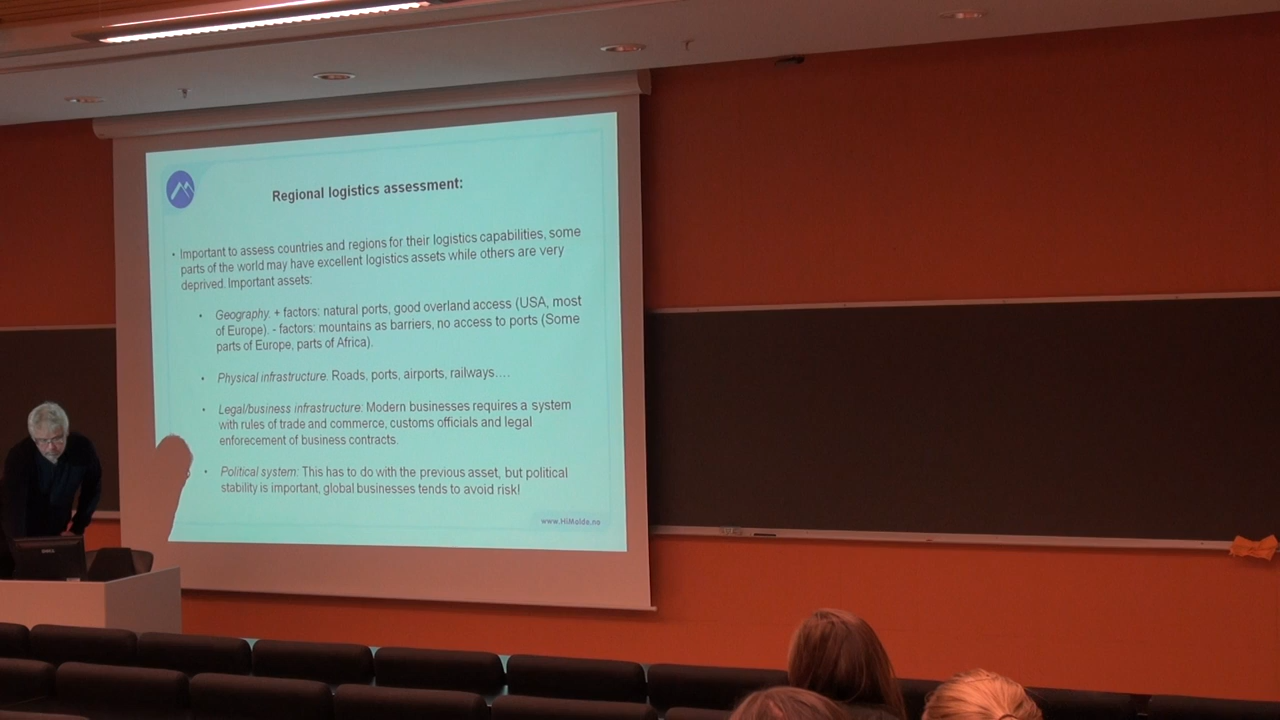 Regional logistics assessment:
• Important to assess countries and regions for their logistics capabilities, some
parts of the world may have excellent logistics assets while others are very
deprived. Important assets:
• Geography. + factors: natural ports, good overland access (USA, most
of Europe). - factors: mountains as barriers, no access to ports (Some
parts of Europe, parts of Africa).
• Physical infrastructure. Roads, ports, airports, railways….
• Legal/business infrastructure: Modern businesses requires a system
with rules of trade and commerce, customs officials and legal
enforecement of business contracts.
• Political system: This has to do with the previous asset, but political
stability is important, global businesses tends to avoid risk!
www.HiMolde.no
DELL